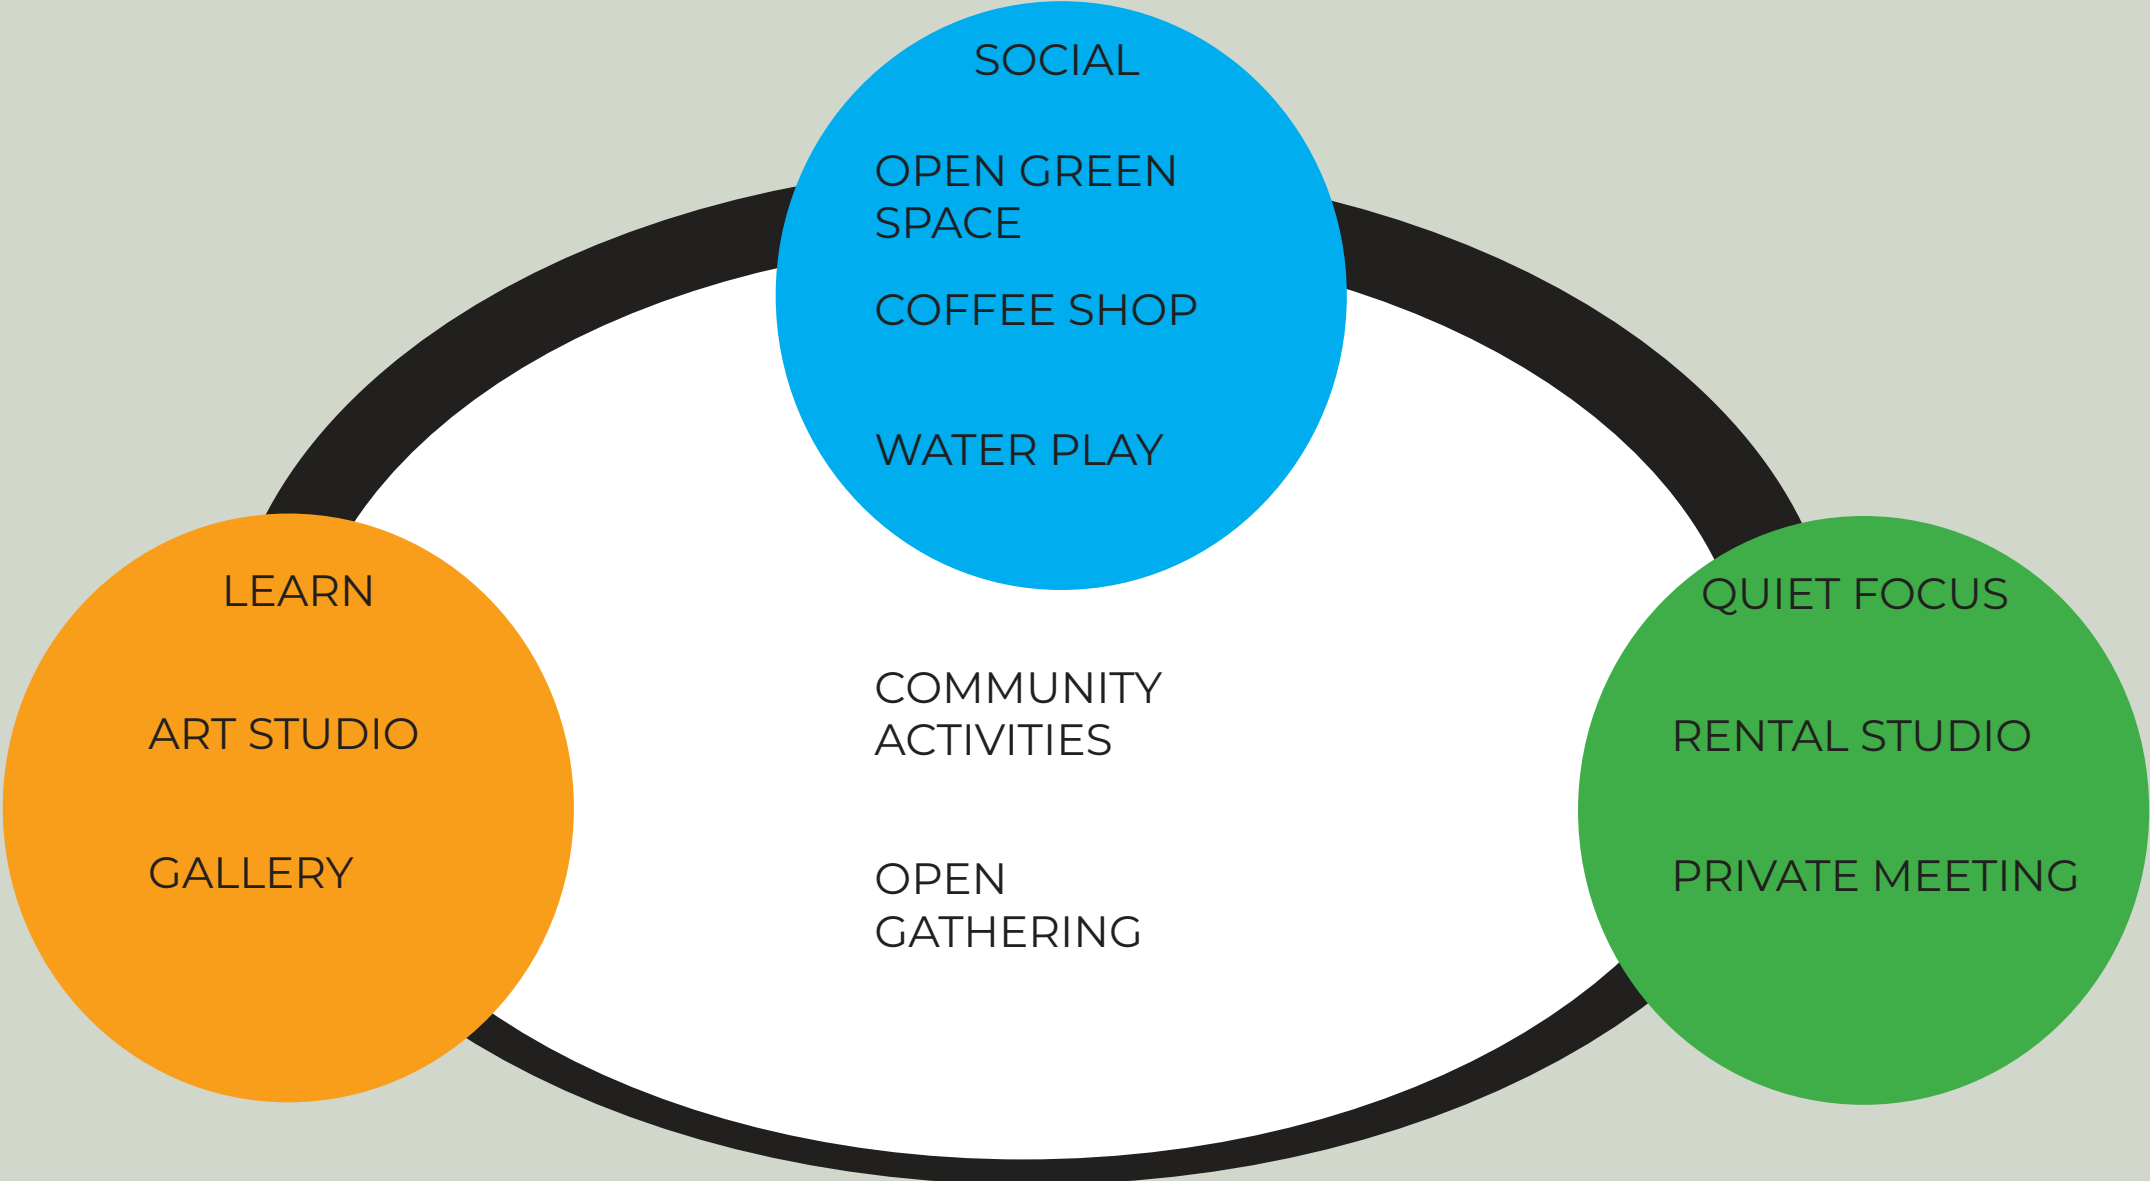 SOCIAL
OPEN GREEN
SPACE
COFFEE SHOP
WATER PLAY
LEARN
ART STUDIO
GALLERY
COMMUNITY
ACTIVITIES
OPEN
GATHERING
QUIET FOCUS
RENTAL STUDIO
PRIVATE MEETING